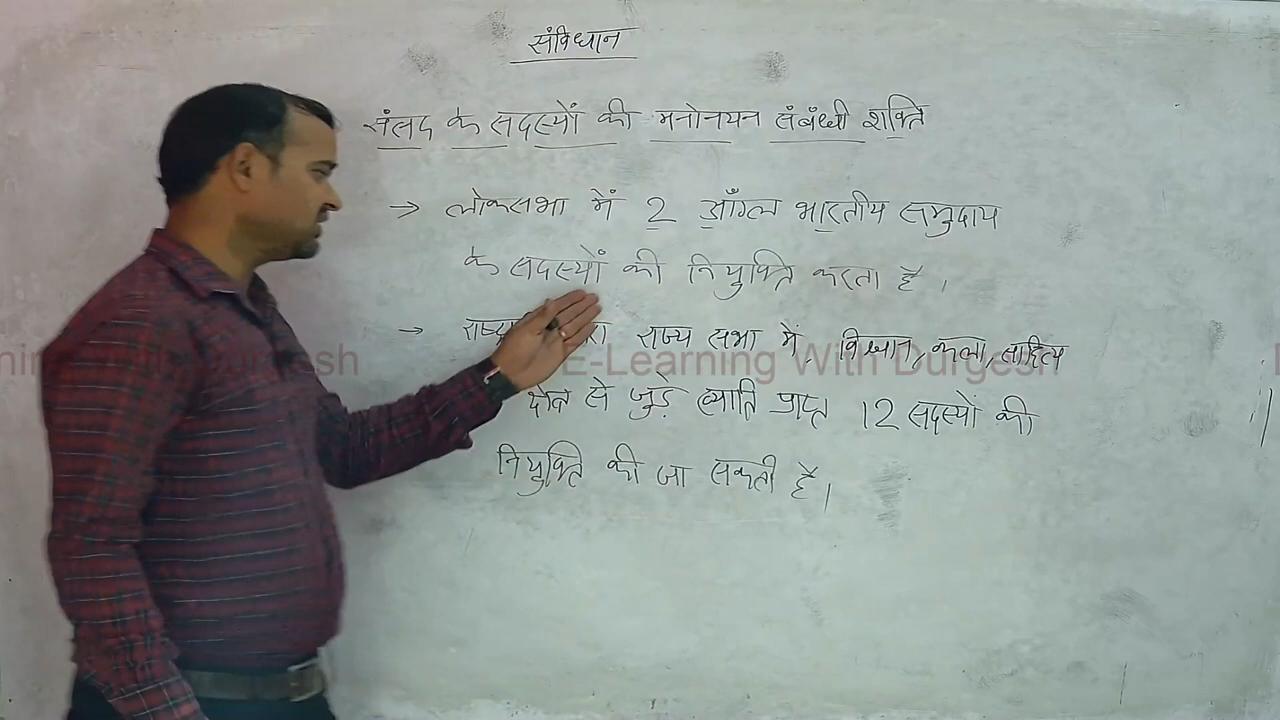 संविधान
संसद के सदस्यों की मनोनयन संबंधी शक्ति
→ लोकसभा में 2 आँग्ल भारतीय समुदाय
के सदस्यों की नियुक्ति करता है।
→ राज्य सभा में विज्ञान, कला, साहित्य
E-Learning With Durgesh
क्षेत्र से जुड़े ख्याति प्राप्त 12 सदस्यों की
नियुक्ति की जा सकती है।